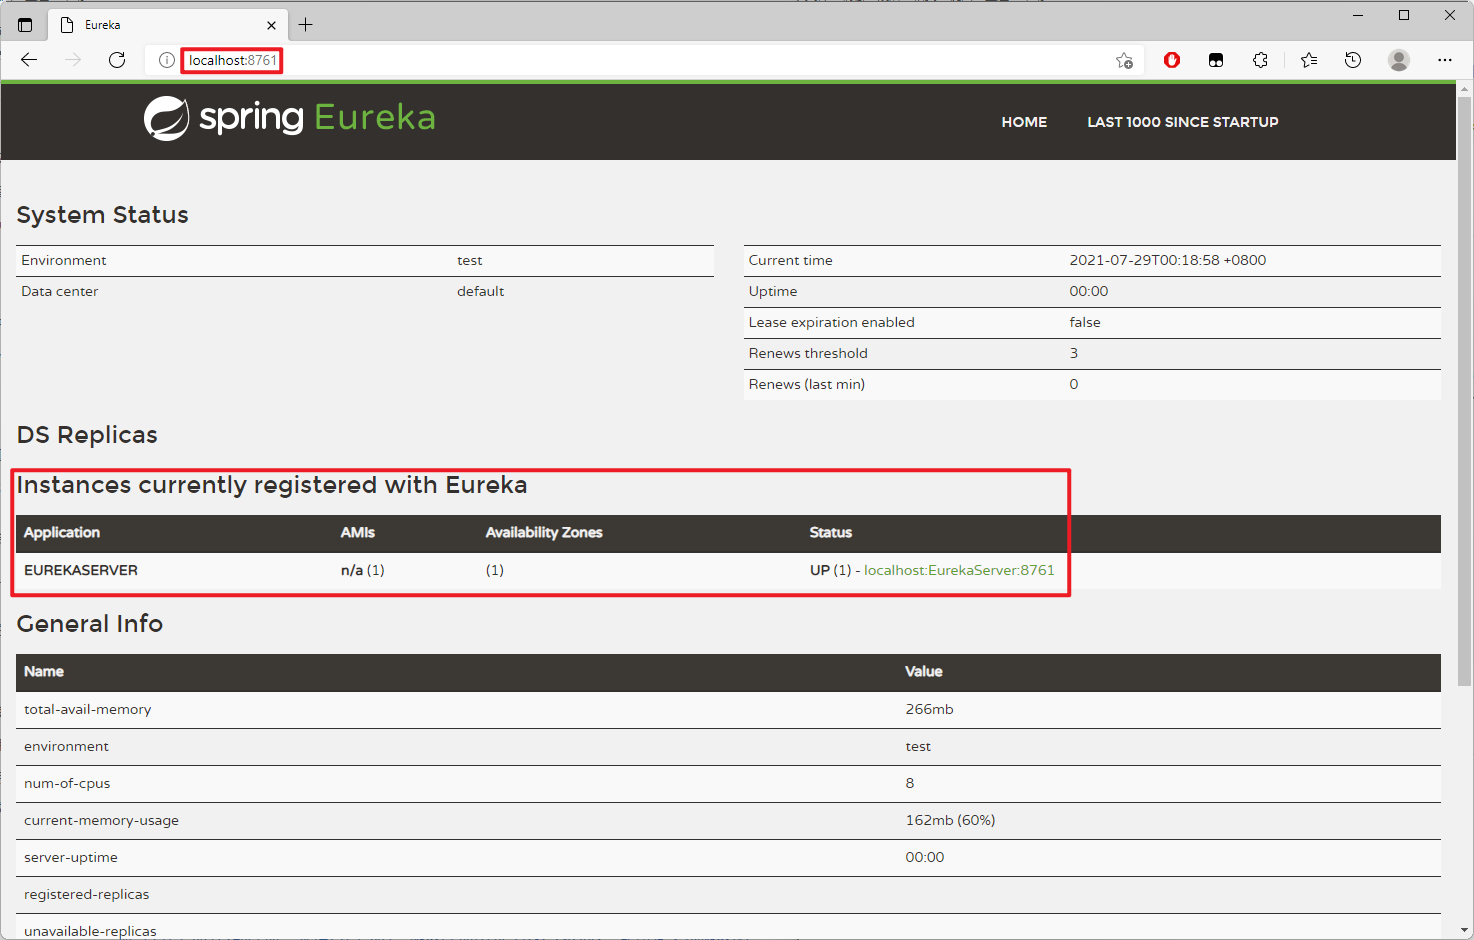 Eureka
localhost:8761
spring Eureka
HOME LAST 1000 SINCE STARTUP
System Status
Environment test
Data center default
Current time 2021-07-29T00:18:58 +0800
Uptime 00:00
Lease expiration enabled false
Renews threshold 3
Renews (last min) 0
DS Replicas
Instances currently registered with Eureka
Application AMIs Availability Zones Status
EUREKASERVER n/a (1) (1) UP (1) - localhost:EurekaServer:8761
General Info
Name Value
total-avail-memory 266mb
environment test
num-of-cpus 8
current-memory-usage 162mb (60%)
server-uptime 00:00
registered-replicas
unavailable-replicas